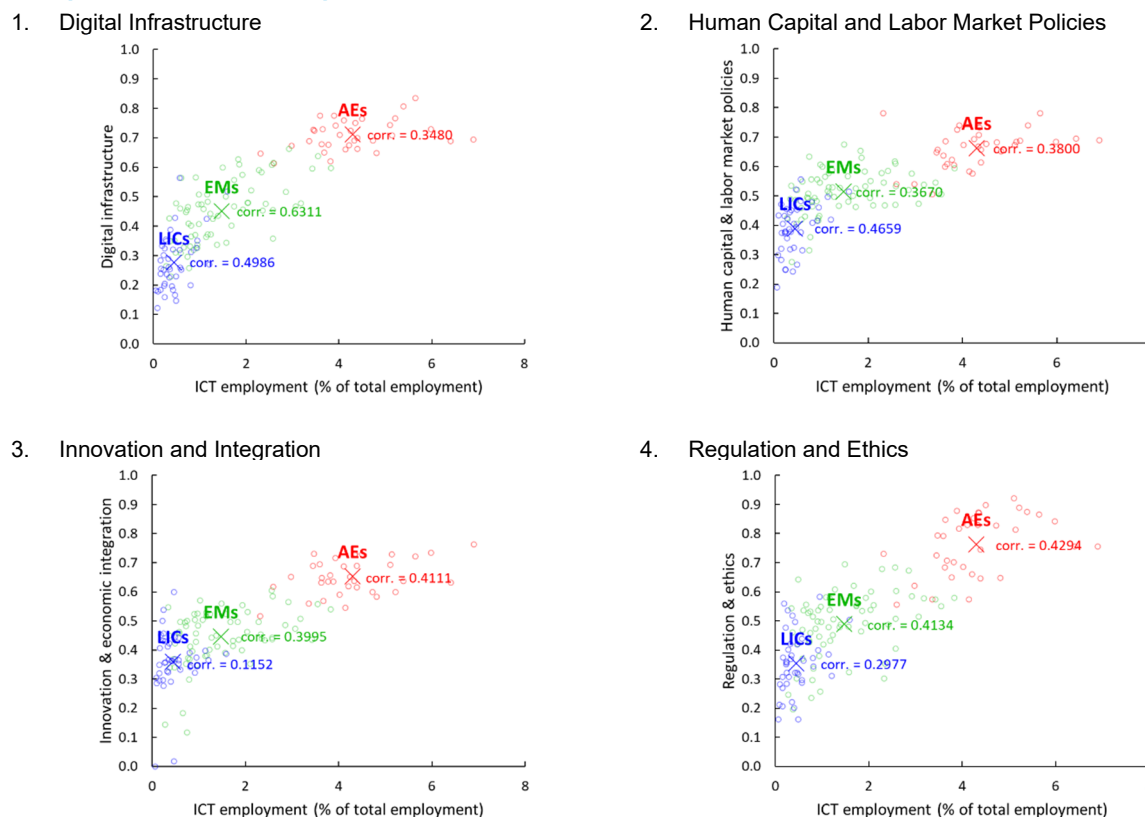 1. Digital Infrastructure
1.0
0.9
0.8
0.7
0.6
0.5
0.4
0.3
0.2
0.1
0.0
Digital infrastructure
AEs
corr. = 0.3480
EMs
corr. = 0.6311
LICs
corr. = 0.4986
0 2 4 6 8
ICT employment (% of total employment)
2. Human Capital and Labor Market Policies
1.0
0.9
0.8
0.7
0.6
0.5
0.4
0.3
0.2
0.1
0.0
Human capital & labor market policies
AEs
corr. = 0.3800
EMs
corr. = 0.3670
LICs
corr. = 0.4659
0 2 4 6
ICT employment (% of total employment)
3. Innovation and Integration
1.0
0.9
0.8
0.7
0.6
0.5
0.4
0.3
0.2
0.1
0.0
Innovation & economic integration
AEs
corr. = 0.4111
EMs
corr. = 0.3995
LICs
corr. = 0.1152
0 2 4 6 8
ICT employment (% of total employment)
4. Regulation and Ethics
1.0
0.9
0.8
0.7
0.6
0.5
0.4
0.3
0.2
0.1
0.0
Regulation & ethics
AEs
corr. = 0.4294
EMs
corr. = 0.4134
LICs
corr. = 0.2977
0 2 4 6
ICT employment (% of total employment)